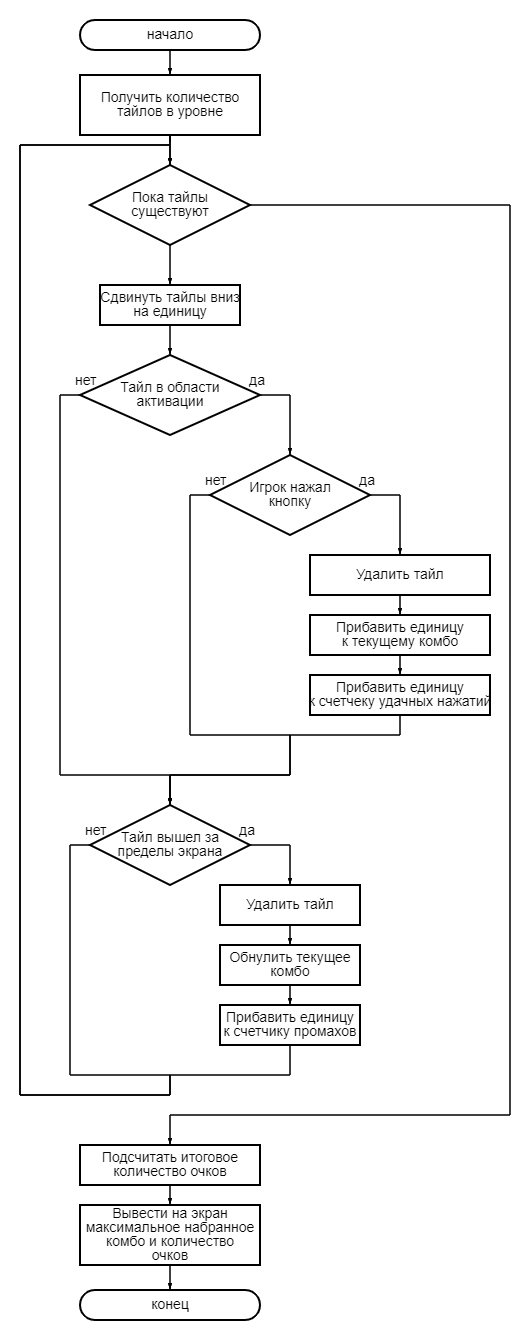 начало
Получить количество
тайлов в уровне
Пока тайлы
существуют
Сдвинуть тайлы вниз
на единицу
нет
да
Тайл в области
активации
нет
да
Игрок нажал
кнопку
Удалить тайл
Прибавить единицу
к текущему комбо
Прибавить единицу
к счетчеку удачных нажатий
нет
да
Тайл вышел за
пределы экрана
Удалить тайл
Обнулить текущее
комбо
Прибавить единицу
к счетчику промахов
Подсчитать итоговое
количество очков
Вывести на экран
максимальное набранное
комбо и количество
очков
конец